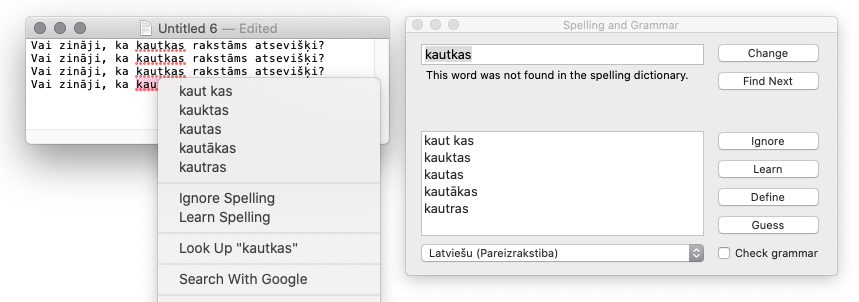 Untitled 6 — Edited
Vai zināji, ka kautkas rakstāms atsevišķi?
Vai zināji, ka kautkas rakstāms atsevišķi?
Vai zināji, ka kautkas rakstāms atsevišķi?
Vai zināji, ka kau
kaut kas
kauktas
kautas
kautākas
kautras
Ignore Spelling
Learn Spelling
Look Up "kautkas"
Search With Google
Spelling and Grammar
kautkas
Change
This word was not found in the spelling dictionary.
Find Next
kaut kas
kauktas
kautas
kautākas
kautras
Ignore
Learn
Define
Guess
Latviešu (Pareizrakstiba)
Check grammar